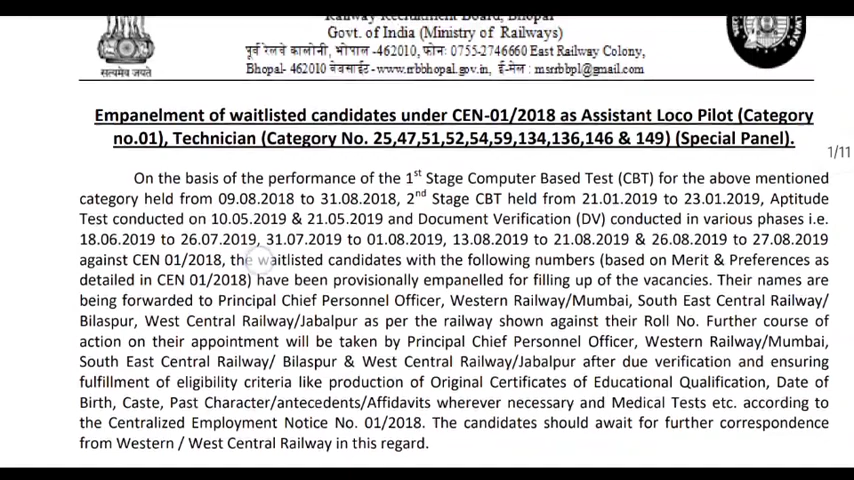 Railway Recruitment Board, Bhopal
Govt. of India (Ministry of Railways)
पूर्व रेलवे कालोनी, भोपाल -462010, फोन: 0755-2746660 East Railway Colony,
Bhopal- 462010 वेबसाईट -www.rrbbhopal.gov.in, ई-मेल : msrrbbpl@gmail.com
सत्यमेव जयते
Empanelment of waitlisted candidates under CEN-01/2018 as Assistant Loco Pilot (Category
no.01), Technician (Category No. 25,47,51,52,54,59,134,136,146 & 149) (Special Panel).
1/11
On the basis of the performance of the 1st Stage Computer Based Test (CBT) for the above mentioned
category held from 09.08.2018 to 31.08.2018, 2nd Stage CBT held from 21.01.2019 to 23.01.2019, Aptitude
Test conducted on 10.05.2019 & 21.05.2019 and Document Verification (DV) conducted in various phases i.e.
18.06.2019 to 26.07.2019, 31.07.2019 to 01.08.2019, 13.08.2019 to 21.08.2019 & 26.08.2019 to 27.08.2019
against CEN 01/2018, the waitlisted candidates with the following numbers (based on Merit & Preferences as
detailed in CEN 01/2018) have been provisionally empanelled for filling up of the vacancies. Their names are
being forwarded to Principal Chief Personnel Officer, Western Railway/Mumbai, South East Central Railway/
Bilaspur, West Central Railway/Jabalpur as per the railway shown against their Roll No. Further course of
action on their appointment will be taken by Principal Chief Personnel Officer, Western Railway/Mumbai,
South East Central Railway/ Bilaspur & West Central Railway/Jabalpur after due verification and ensuring
fulfillment of eligibility criteria like production of Original Certificates of Educational Qualification, Date of
Birth, Caste, Past Character/antecedents/Affidavits wherever necessary and Medical Tests etc. according to
the Centralized Employment Notice No. 01/2018. The candidates should await for further correspondence
from Western / West Central Railway in this regard.